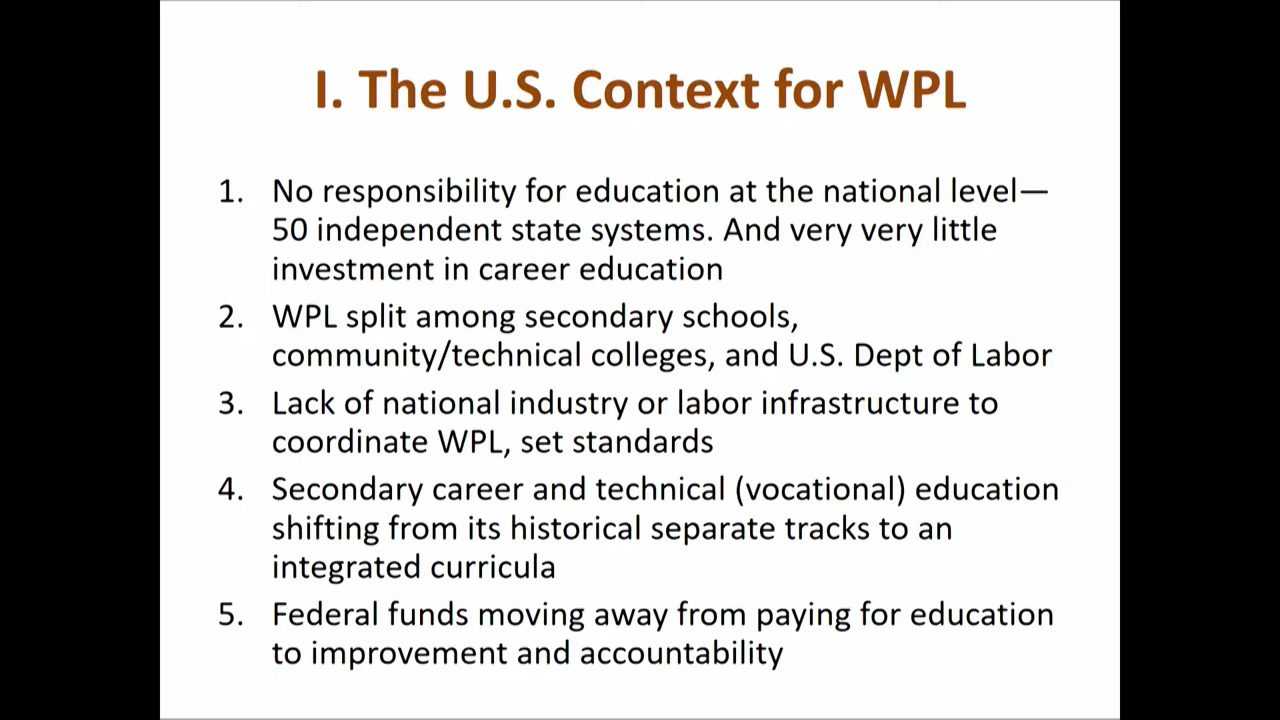 I. The U.S. Context for WPL
1. No responsibility for education at the national level—
50 independent state systems. And very very little
investment in career education
2. WPL split among secondary schools,
community/technical colleges, and U.S. Dept of Labor
3. Lack of national industry or labor infrastructure to
coordinate WPL, set standards
4. Secondary career and technical (vocational) education
shifting from its historical separate tracks to an
integrated curricula
5. Federal funds moving away from paying for education
to improvement and accountability